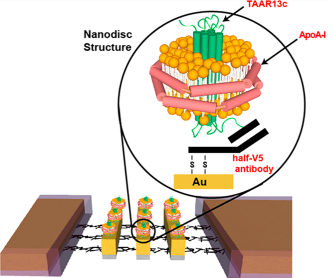 TAAR13c
Nanodisc
Structure
ApoA-I
half-V5
antibody
S S
Au